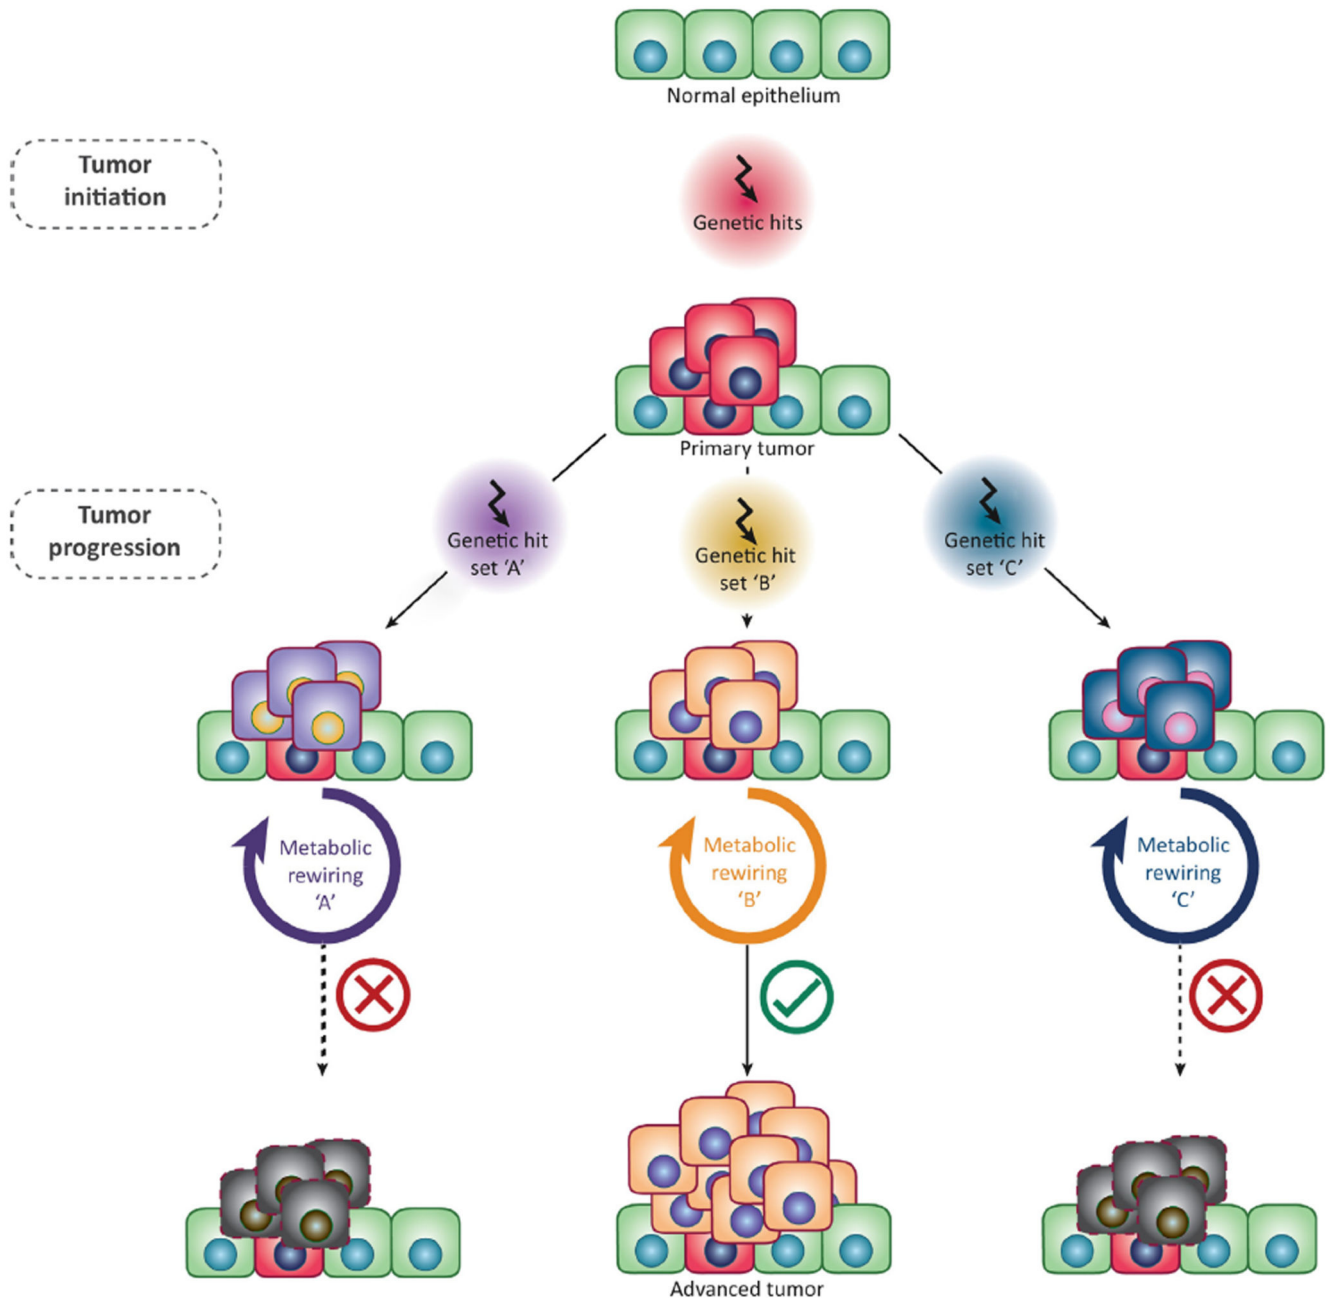 Normal epithelium
Tumor
initiation
Genetic hits
Primary tumor
Tumor
progression
Genetic hit
set ‘A’
Genetic hit
set ‘B’
Genetic hit
set ‘C’
Metabolic
rewiring
‘A’
Metabolic
rewiring
‘B’
Metabolic
rewiring
‘C’
Advanced tumor